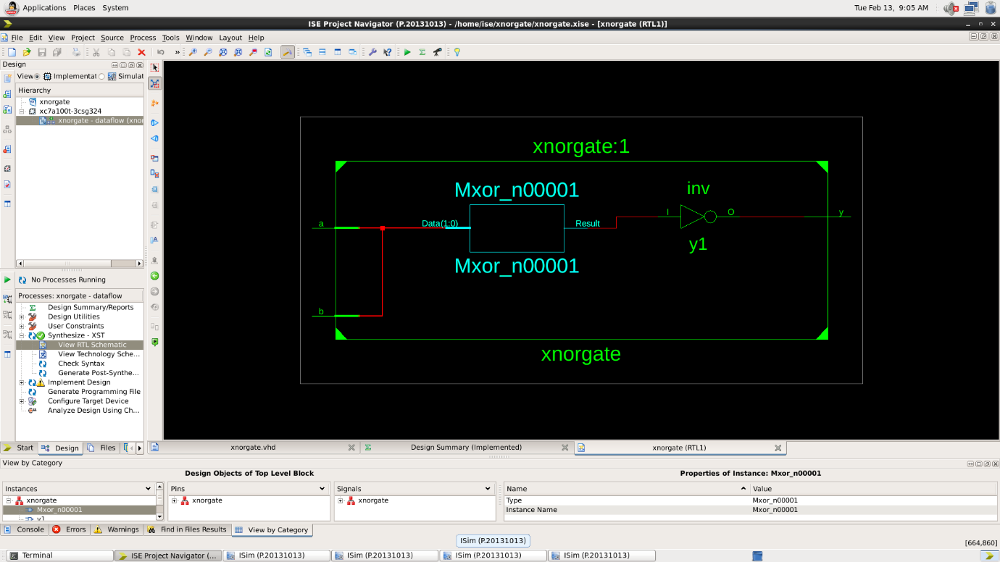 Applications Places System
Tue Feb 13, 9:05 AM
ISE Project Navigator (P.20131013) - /home/ise/xnorgate/xnorgate.xise - [xnorgate (RTL1)]
File Edit View Project Source Process Tools Window Layout Help
Design
View Implementat Simulat
Hierarchy
xnorgate
xc7a100t-3csg324
xnorgate - dataflow (xnor
No Processes Running
Processes: xnorgate - dataflow
Design Summary/Reports
Design Utilities
User Constraints
Synthesize - XST
View RTL Schematic
View Technology Sche...
Check Syntax
Generate Post-Synthe...
Implement Design
Generate Programming File
Configure Target Device
Analyze Design Using Ch...
Start Design Files
xnorgate:1
Mxor_n00001
inv
a
Data(1:0)
Result
I
O
y
y1
Mxor_n00001
b
xnorgate
xnorgate.vhd
Design Summary (Implemented)
xnorgate (RTL1)
View by Category
Design Objects of Top Level Block
Properties of Instance: Mxor_n00001
Instances
xnorgate
Mxor_n00001
y1
Pins
xnorgate
Signals
xnorgate
Name Value
Type Mxor_n00001
Instance Name Mxor_n00001
Console Errors Warnings Find in Files Results View by Category
ISim (P.20131013)
[664,860]
Terminal
ISE Project Navigator (...
ISim (P.20131013)
ISim (P.20131013)
ISim (P.20131013)
ISim (P.20131013)